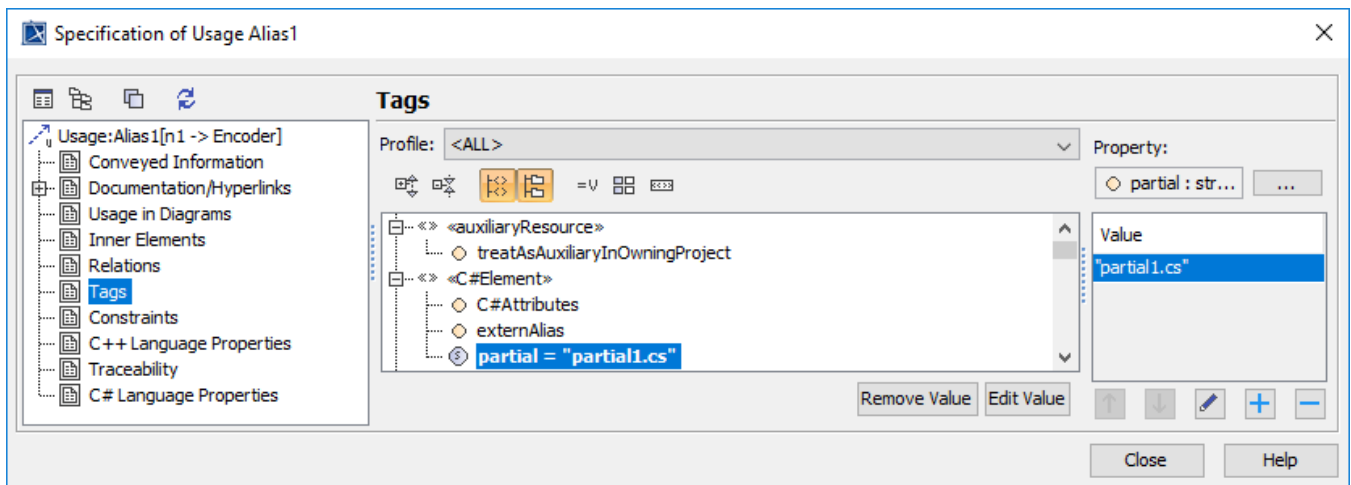 Specification of Usage Alias1
Usage:Alias1[n1 -> Encoder]
Conveyed Information
Documentation/Hyperlinks
Usage in Diagrams
Inner Elements
Relations
Tags
Constraints
C++ Language Properties
Traceability
C# Language Properties
Tags
Profile: <ALL>
=V
«» «auxiliaryResource»
treatAsAuxiliaryInOwningProject
«» «C#Element»
C#Attributes
externAlias
partial = "partial1.cs"
Remove Value Edit Value
Property:
partial : str... ...
Value
"partial1.cs"
Close Help